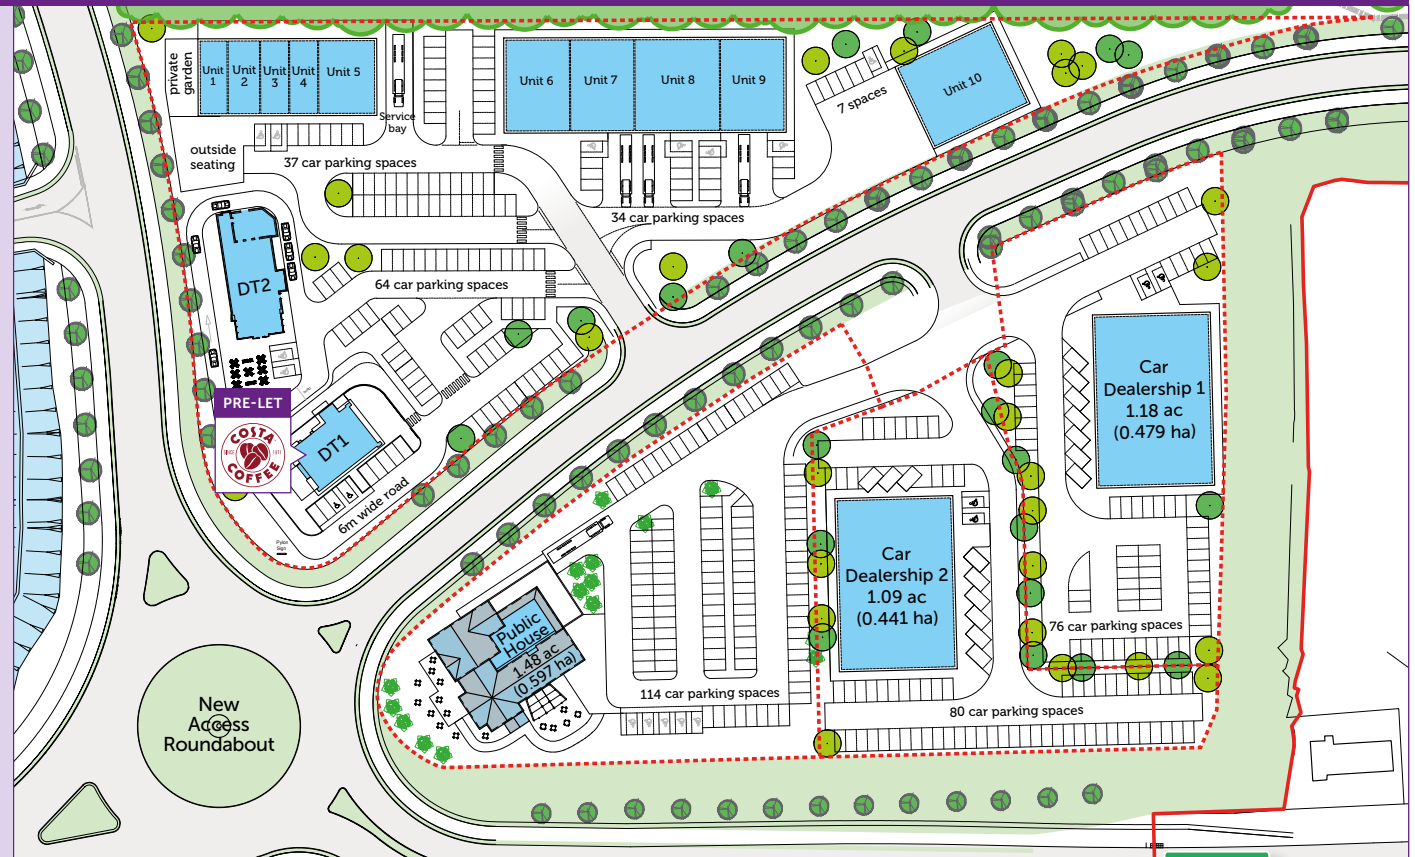 private
garden
Unit
1
Unit
2
Unit
3
Unit
4
Unit 5
Service
bay
Unit 6
Unit 7
Unit 8
Unit 9
7 spaces
Unit 10
outside
seating
37 car parking spaces
34 car parking spaces
DT2
64 car parking spaces
PRE-LET
COSTA
COFFEE
SINCE 1971
DT1
6m wide road
Pylon
Sign
Car
Dealership 1
1.18 ac
(0.479 ha)
Car
Dealership 2
1.09 ac
(0.441 ha)
76 car parking spaces
Public
House
1.48 ac
(0.597 ha)
114 car parking spaces
80 car parking spaces
New
Access
Roundabout